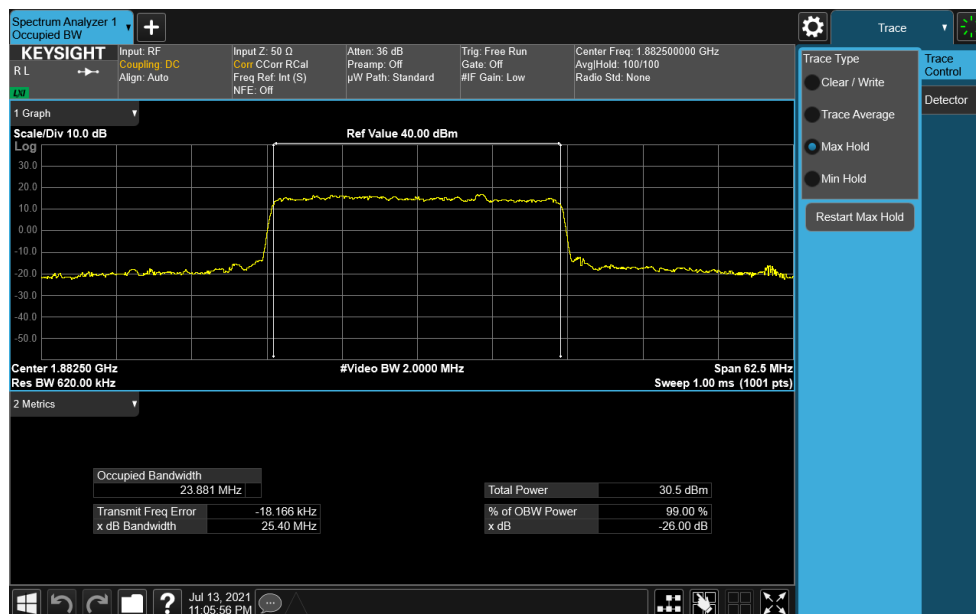 Spectrum Analyzer 1
Occupied BW
Trace
KEYSIGHT
R L
LXI
Input: RF
Coupling: DC
Align: Auto
Input Z: 50 Ω
Corr CCorr RCal
Freq Ref: Int (S)
NFE: Off
Atten: 36 dB
Preamp: Off
µW Path: Standard
Trig: Free Run
Gate: Off
#IF Gain: Low
Center Freq: 1.882500000 GHz
Avg|Hold: 100/100
Radio Std: None
Trace Type
Clear / Write
Trace Average
Max Hold
Min Hold
Restart Max Hold
Trace
Control
Detector
1 Graph
Scale/Div 10.0 dB
Ref Value 40.00 dBm
Log
30.0
20.0
10.0
0.00
-10.0
-20.0
-30.0
-40.0
-50.0
Center 1.88250 GHz
#Video BW 2.0000 MHz
Span 62.5 MHz
Res BW 620.00 kHz
Sweep 1.00 ms (1001 pts)
2 Metrics
Occupied Bandwidth
23.881 MHz
Total Power 30.5 dBm
Transmit Freq Error -18.166 kHz
% of OBW Power 99.00 %
x dB Bandwidth 25.40 MHz
x dB -26.00 dB
Jul 13, 2021
11:05:56 PM